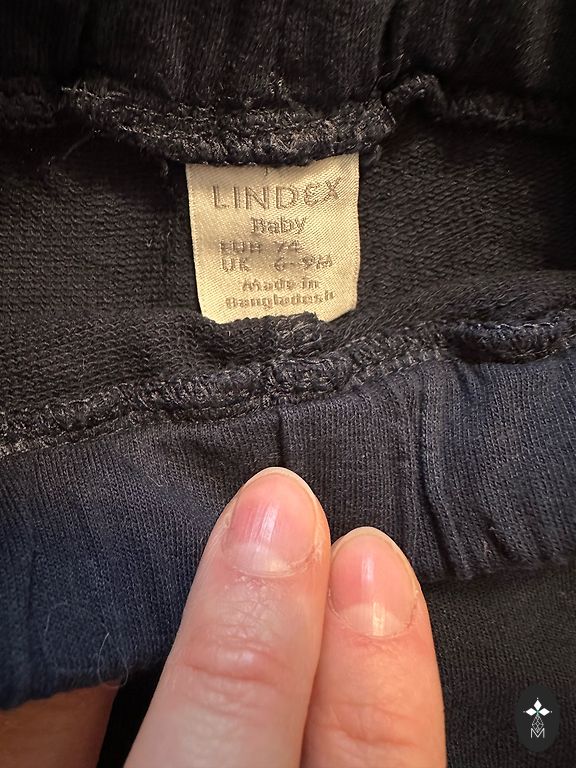 LINDEX
Baby
EUR 74
UK 6-9M
Made in
Bangladesh
M